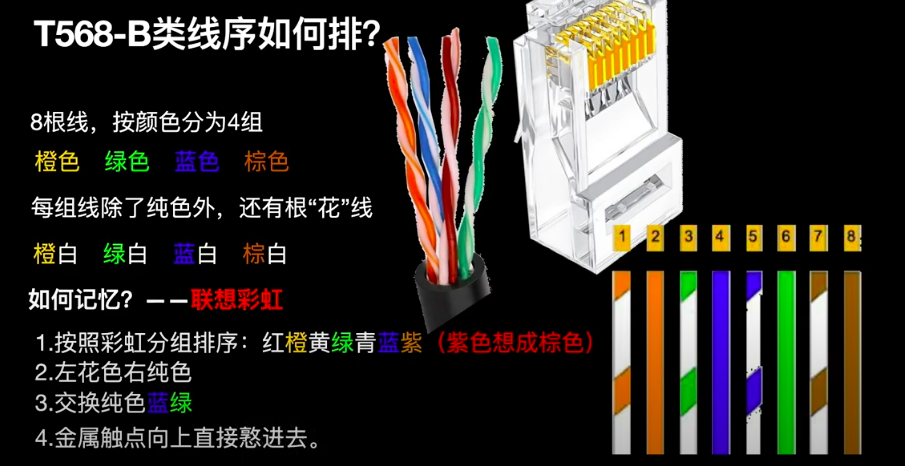 T568-B类线序如何排?
8根线，按颜色分为4组
橙色 绿色 蓝色 棕色
每组线除了纯色外，还有根“花”线
橙白 绿白 蓝白 棕白
如何记忆？——联想彩虹
1.按照彩虹分组排序：红橙黄绿青蓝紫（紫色想成棕色）
2.左花色右纯色
3.交换纯色蓝绿
4.金属触点向上直接憨进去。
1 2 3 4 5 6 7 8